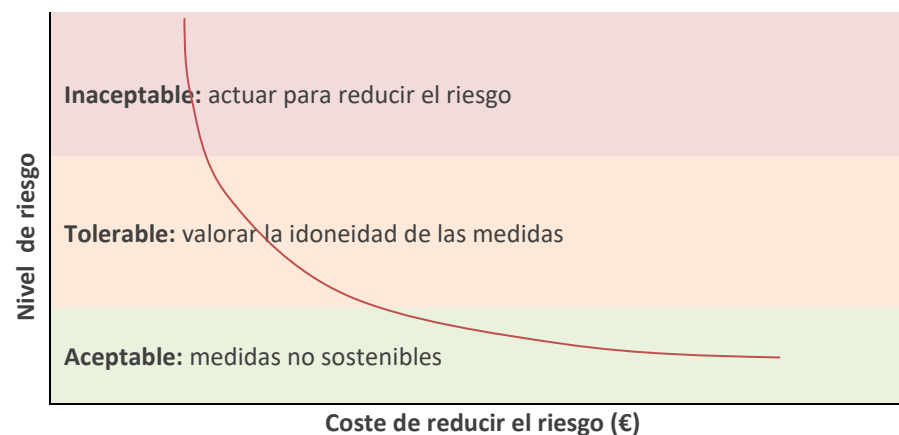 Inaceptable: actuar para reducir el riesgo
Tolerable: valorar la idoneidad de las medidas
Aceptable: medidas no sostenibles
Nivel de riesgo
Coste de reducir el riesgo (€)